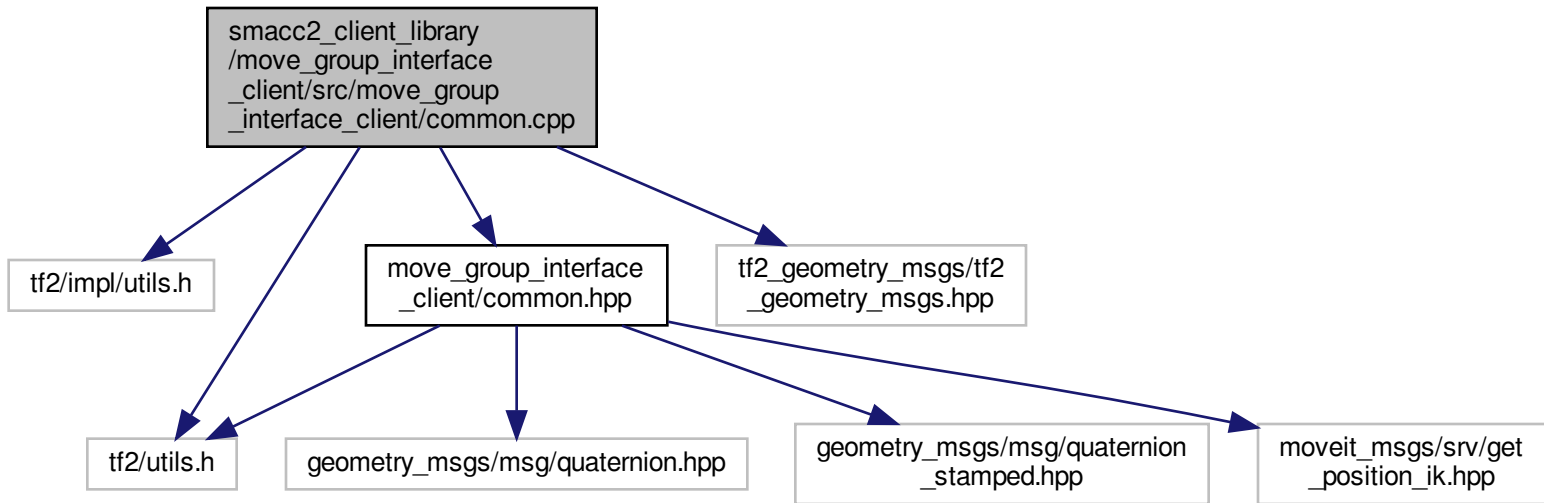 smacc2_client_library
/move_group_interface
_client/src/move_group
_interface_client/common.cpp
tf2/impl/utils.h
move_group_interface
_client/common.hpp
tf2_geometry_msgs/tf2
_geometry_msgs.hpp
tf2/utils.h
geometry_msgs/msg/quaternion.hpp
geometry_msgs/msg/quaternion
_stamped.hpp
moveit_msgs/srv/get
_position_ik.hpp